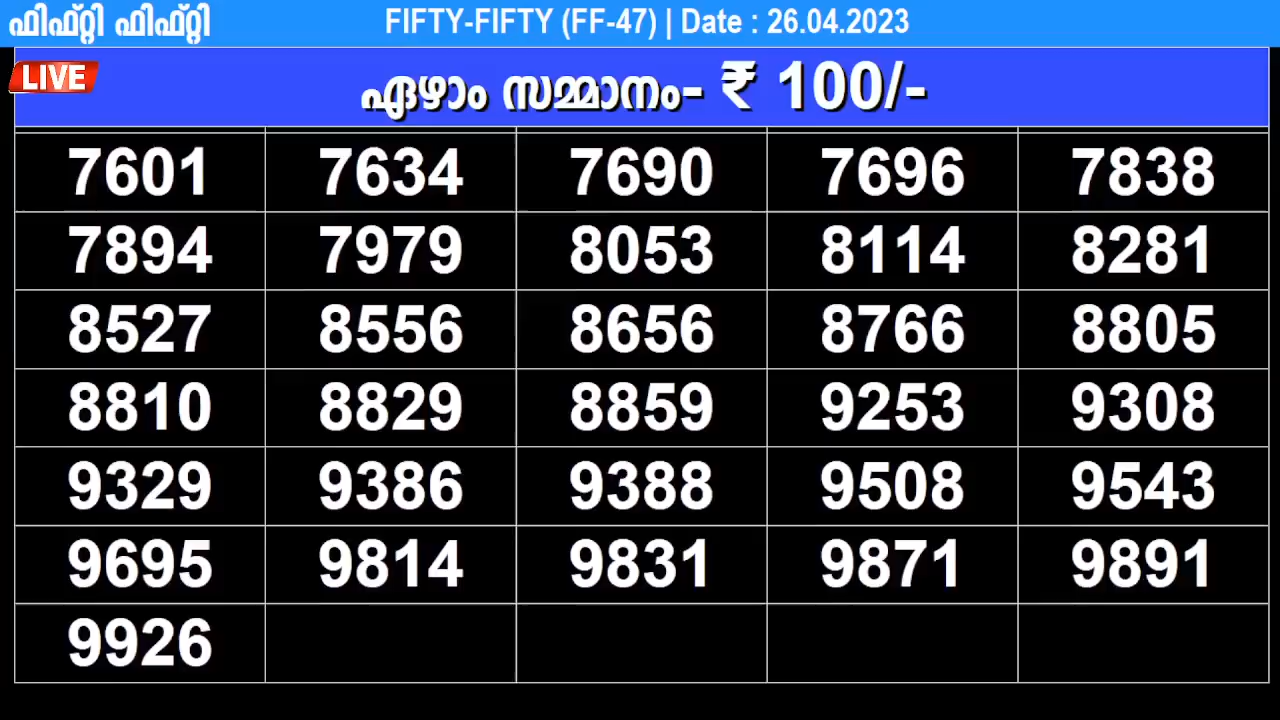 ഫിഫ്റ്റി ഫിഫ്റ്റി FIFTY-FIFTY (FF-47) | Date : 26.04.2023
LIVE
ഏഴാം സമ്മാനം- ₹ 100/-
7601 7634 7690 7696 7838
7894 7979 8053 8114 8281
8527 8556 8656 8766 8805
8810 8829 8859 9253 9308
9329 9386 9388 9508 9543
9695 9814 9831 9871 9891
9926